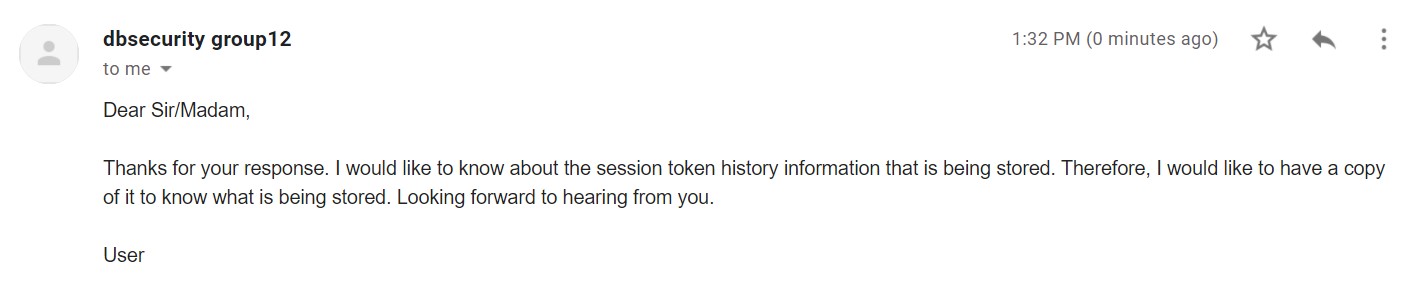 dbsecurity group12
1:32 PM (0 minutes ago)
to me
Dear Sir/Madam,
Thanks for your response. I would like to know about the session token history information that is being stored. Therefore, I would like to have a copy
of it to know what is being stored. Looking forward to hearing from you.
User